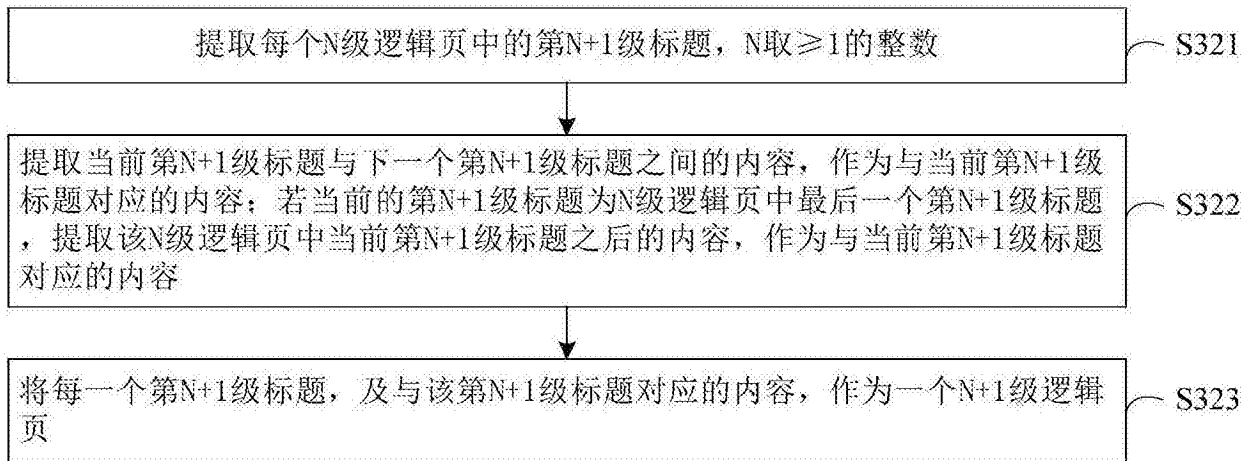 提取每个N级逻辑页中的第N+1级标题，N取≥1的整数
S321
提取当前第N+1级标题与下一个第N+1级标题之间的内容，作为与当前第N+1级
标题对应的内容；若当前的第N+1级标题为N级逻辑页中最后一个第N+1级标题
，提取该N级逻辑页中当前第N+1级标题之后的内容，作为与当前第N+1级标题
对应的内容
S322
将每一个第N+1级标题，及与该第N+1级标题对应的内容，作为一个N+1级逻辑
页
S323